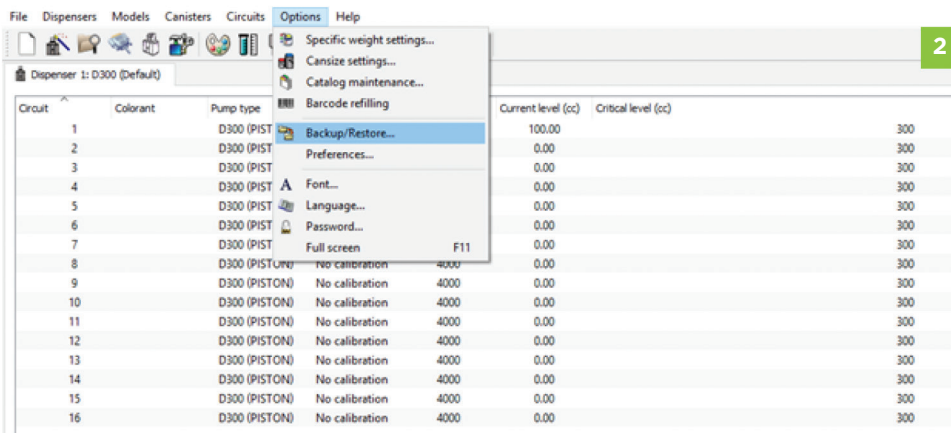 File Dispensers Models Canisters Circuits Options Help
Specific weight settings...
Cansize settings...
Catalog maintenance...
Barcode refilling
Backup/Restore...
Preferences...
A Font...
Language...
Password...
Full screen F11
2
Dispenser 1: D300 (Default)
Circuit Colorant Pump type Current level (cc) Critical level (cc)
1 D300 (PIST 100.00 300
2 D300 (PIST 0.00 300
3 D300 (PIST 0.00 300
4 D300 (PIST 0.00 300
5 D300 (PIST 0.00 300
6 D300 (PIST 0.00 300
7 D300 (PIST 0.00 300
8 D300 (PISTON) No calibration 4000 0.00 300
9 D300 (PISTON) No calibration 4000 0.00 300
10 D300 (PISTON) No calibration 4000 0.00 300
11 D300 (PISTON) No calibration 4000 0.00 300
12 D300 (PISTON) No calibration 4000 0.00 300
13 D300 (PISTON) No calibration 4000 0.00 300
14 D300 (PISTON) No calibration 4000 0.00 300
15 D300 (PISTON) No calibration 4000 0.00 300
16 D300 (PISTON) No calibration 4000 0.00 300